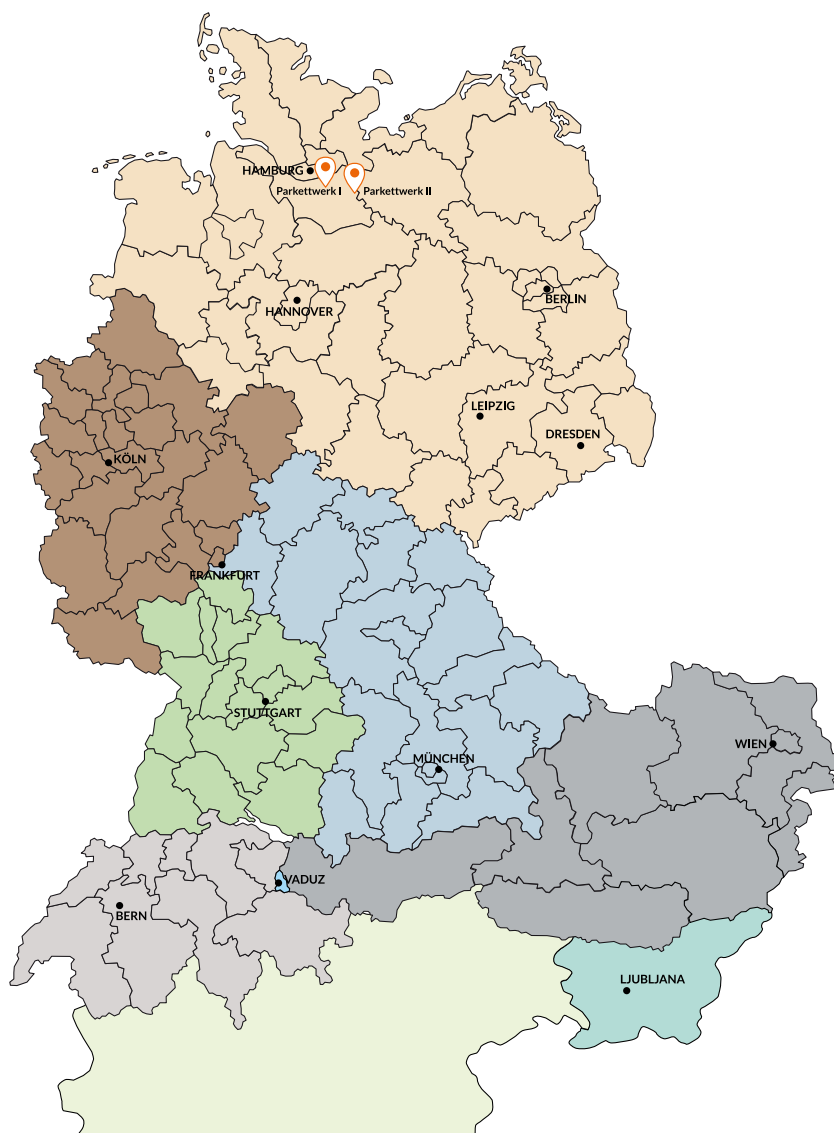 HAMBURG
Parkettwerk I
Parkettwerk II
BERLIN
HANNOVER
LEIPZIG
DRESDEN
KÖLN
FRANKFURT
STUTTGART
WIEN
MÜNCHEN
VADUZ
BERN
LJUBLJANA